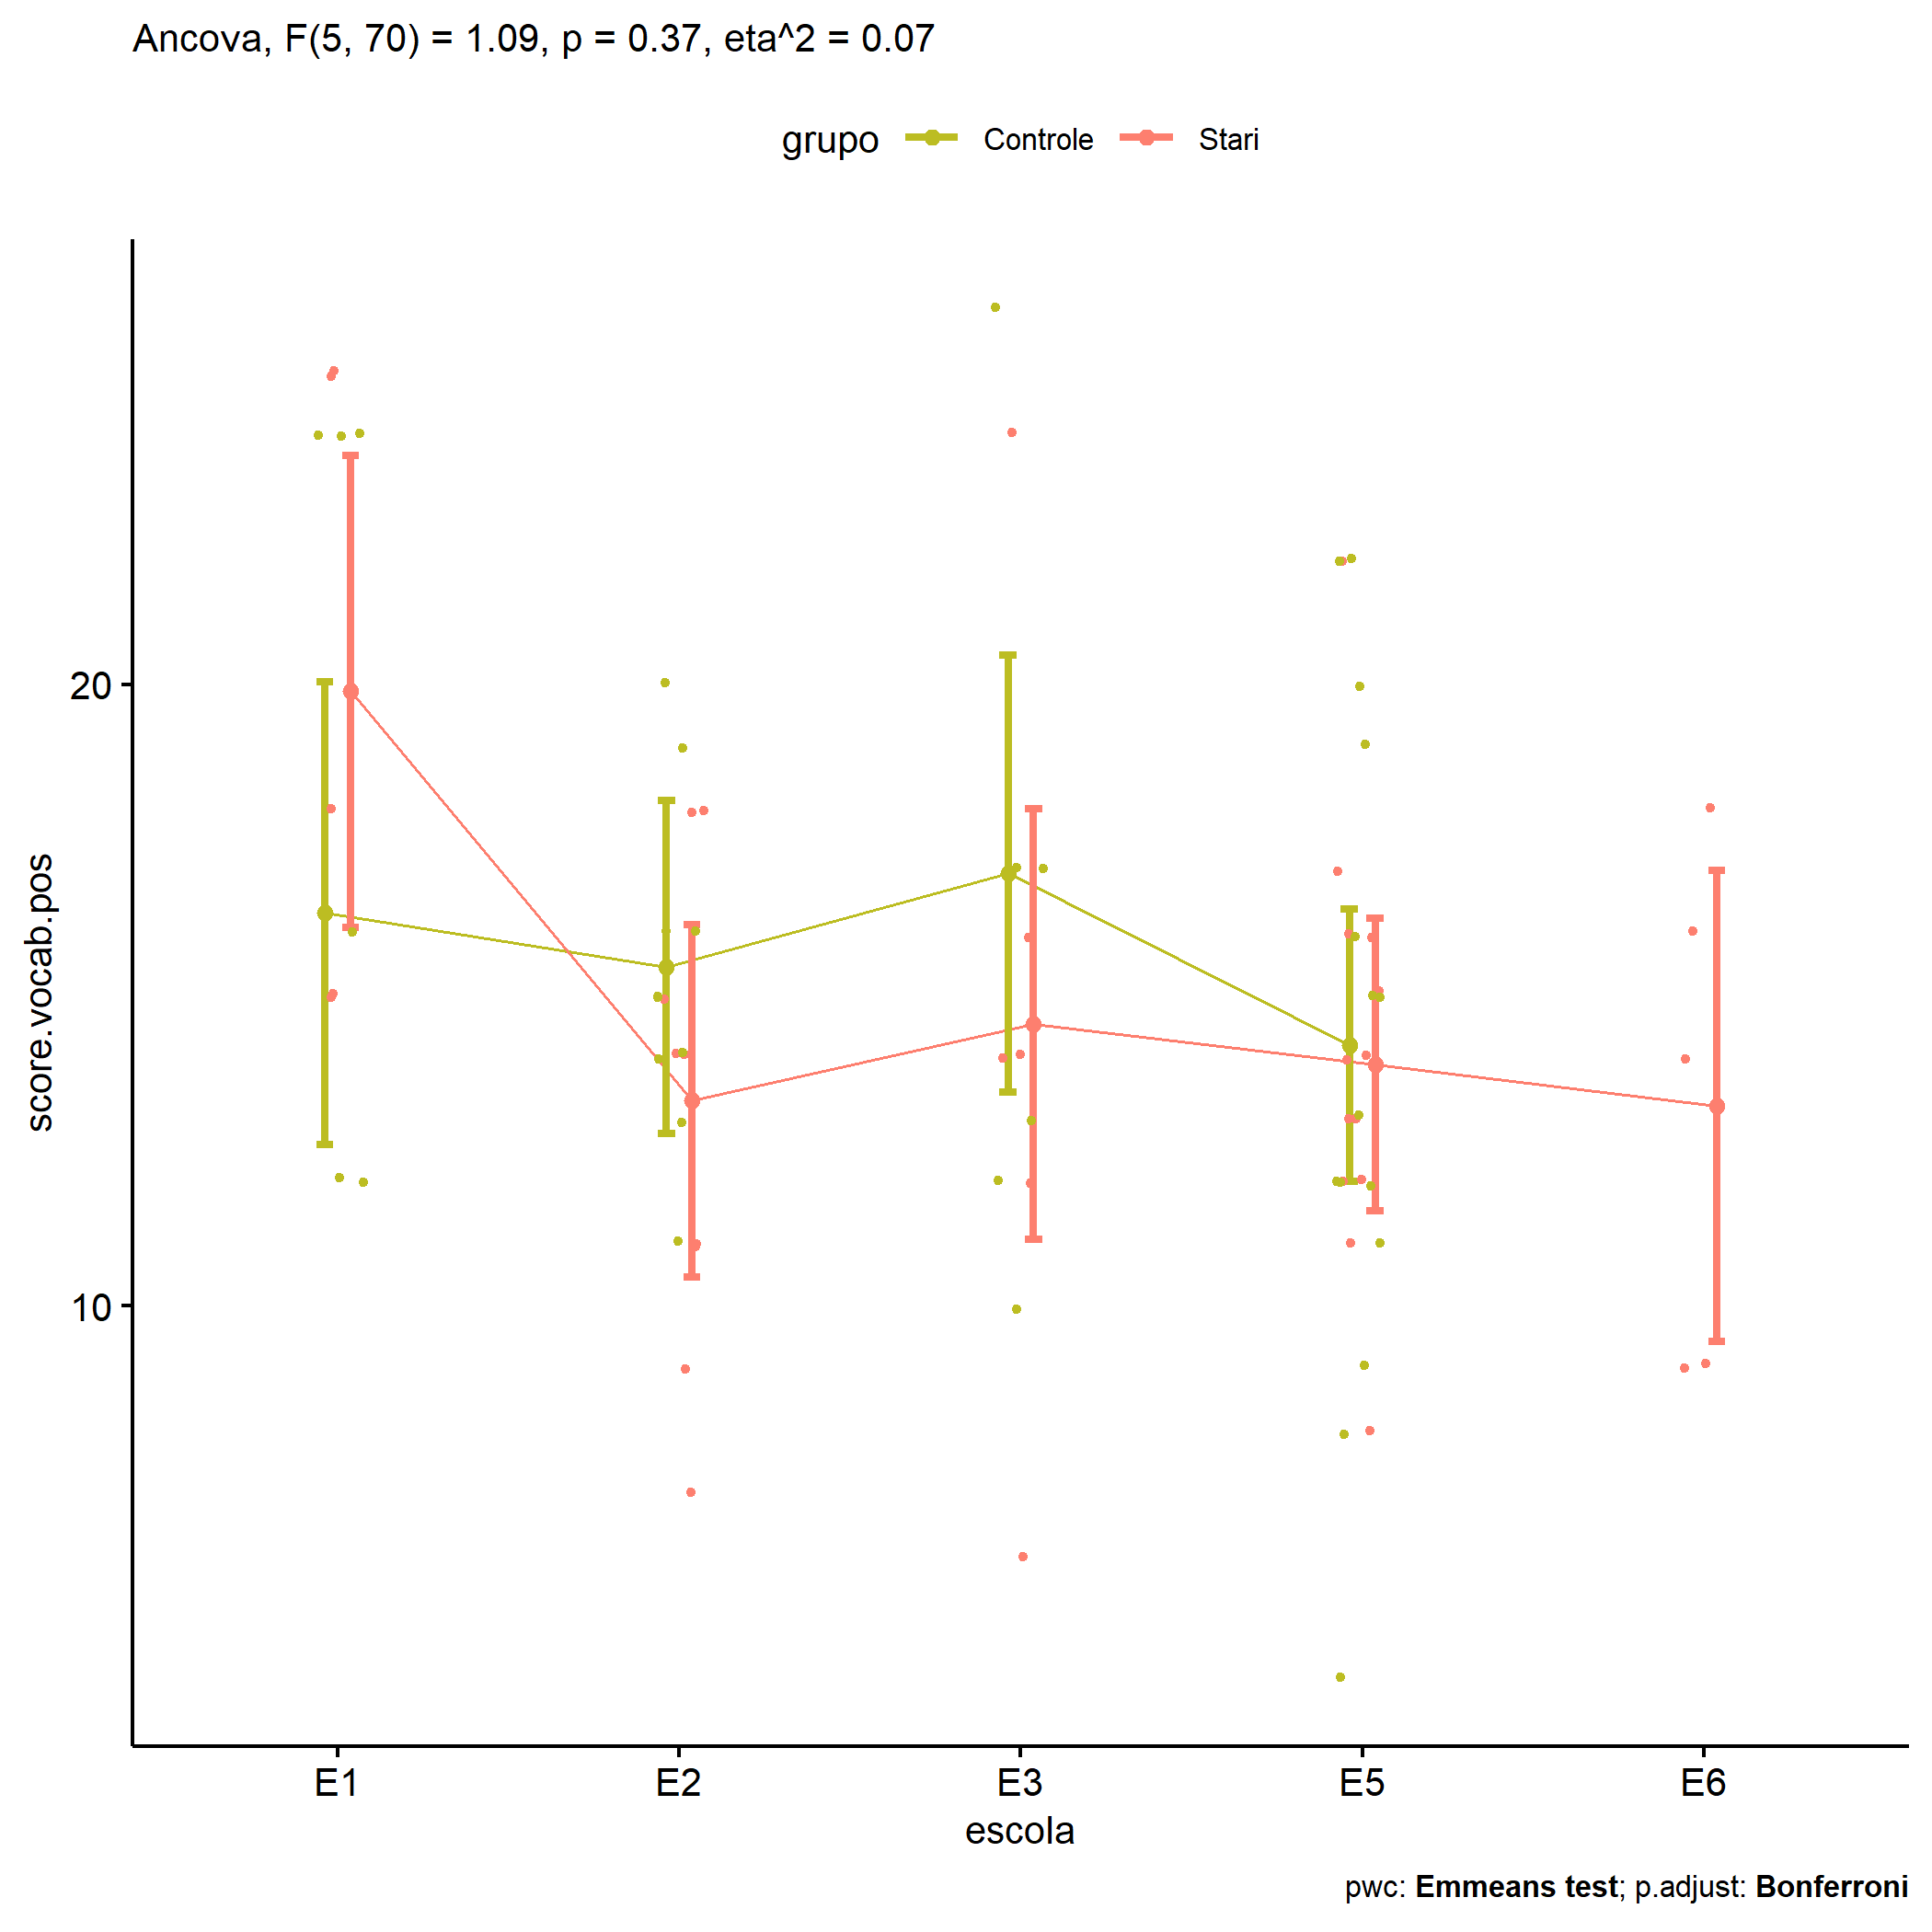 Ancova, F(5, 70) = 1.09, p = 0.37, eta^2 = 0.07
grupo Controle Stari
score.vocab.pos
20
10
E1 E2 E3 E5 E6
escola
pwc: Emmeans test; p.adjust: Bonferroni